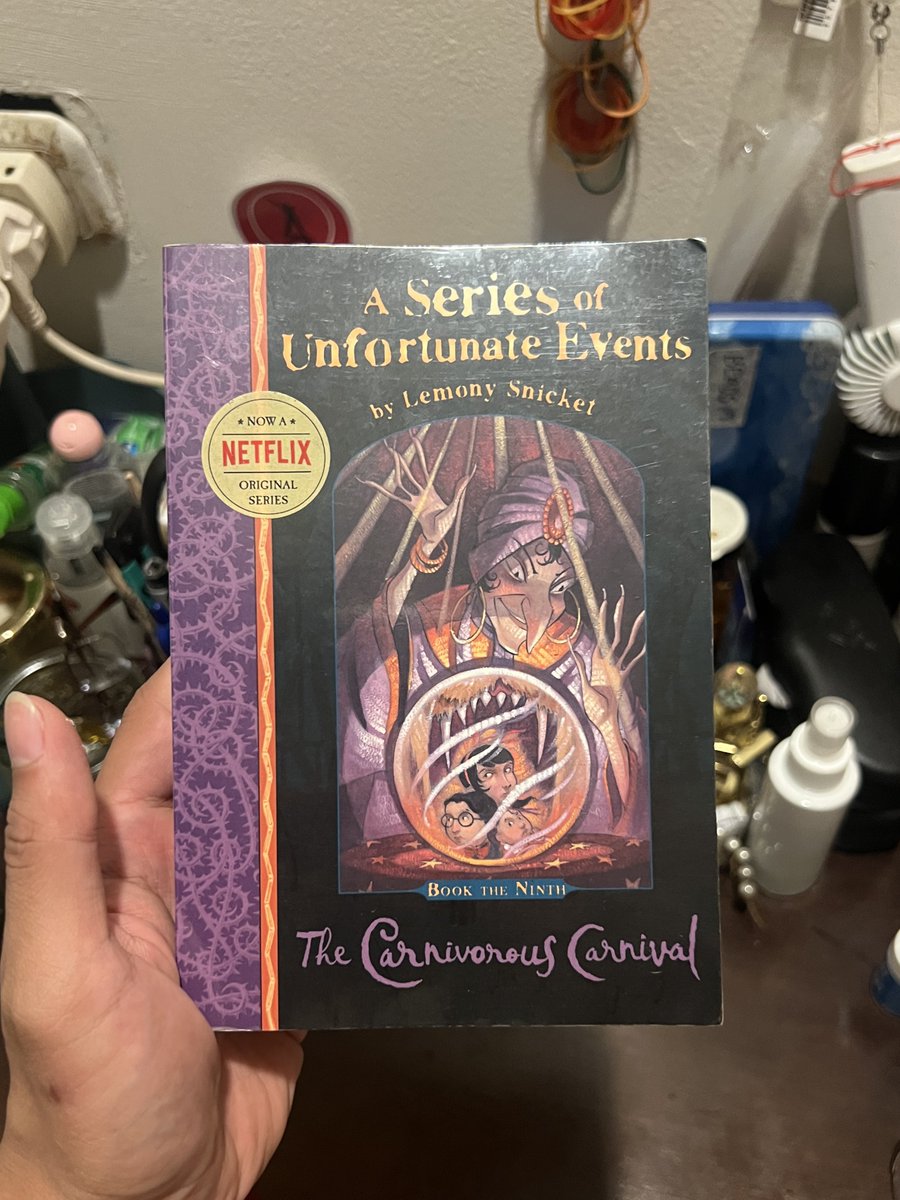 A Series of
Unfortunate Events
by Lemony Snicket
NOW A
NETFLIX
ORIGINAL
SERIES
BOOK THE NINTH
The Carnivorous Carnival